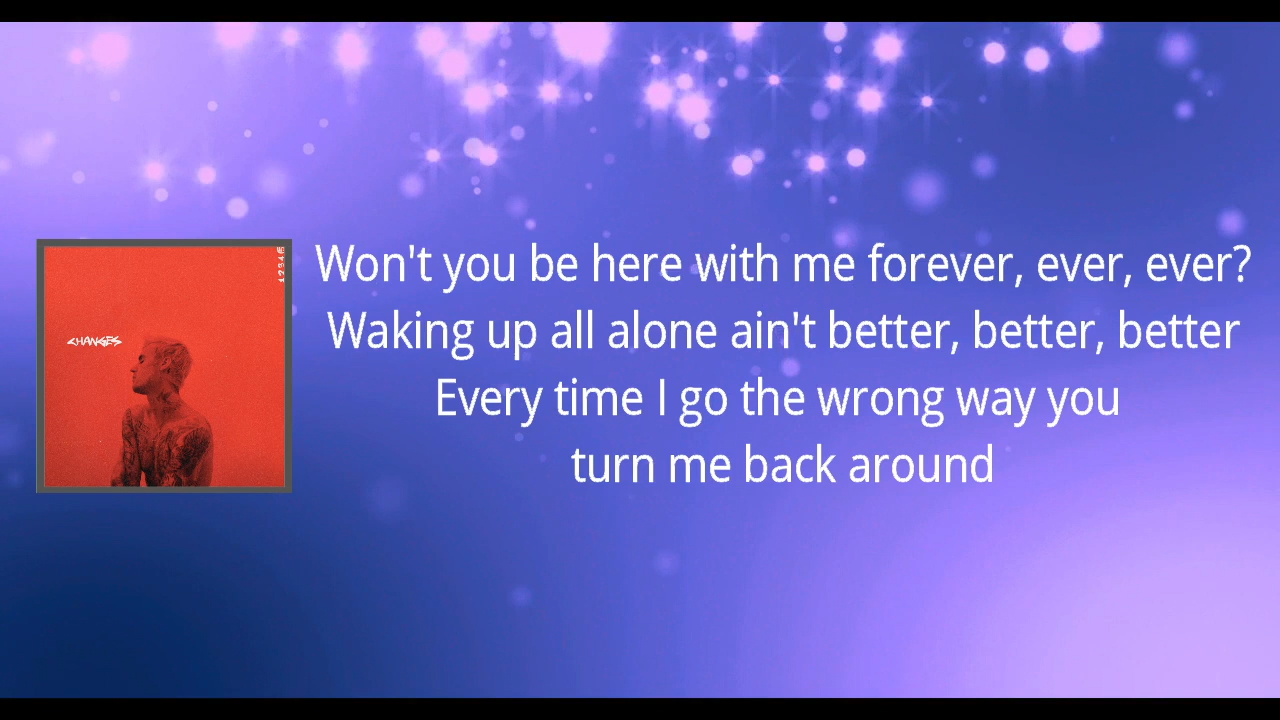 CHANGES
Won't you be here with me forever, ever, ever?
Waking up all alone ain't better, better, better
Every time I go the wrong way you
turn me back around